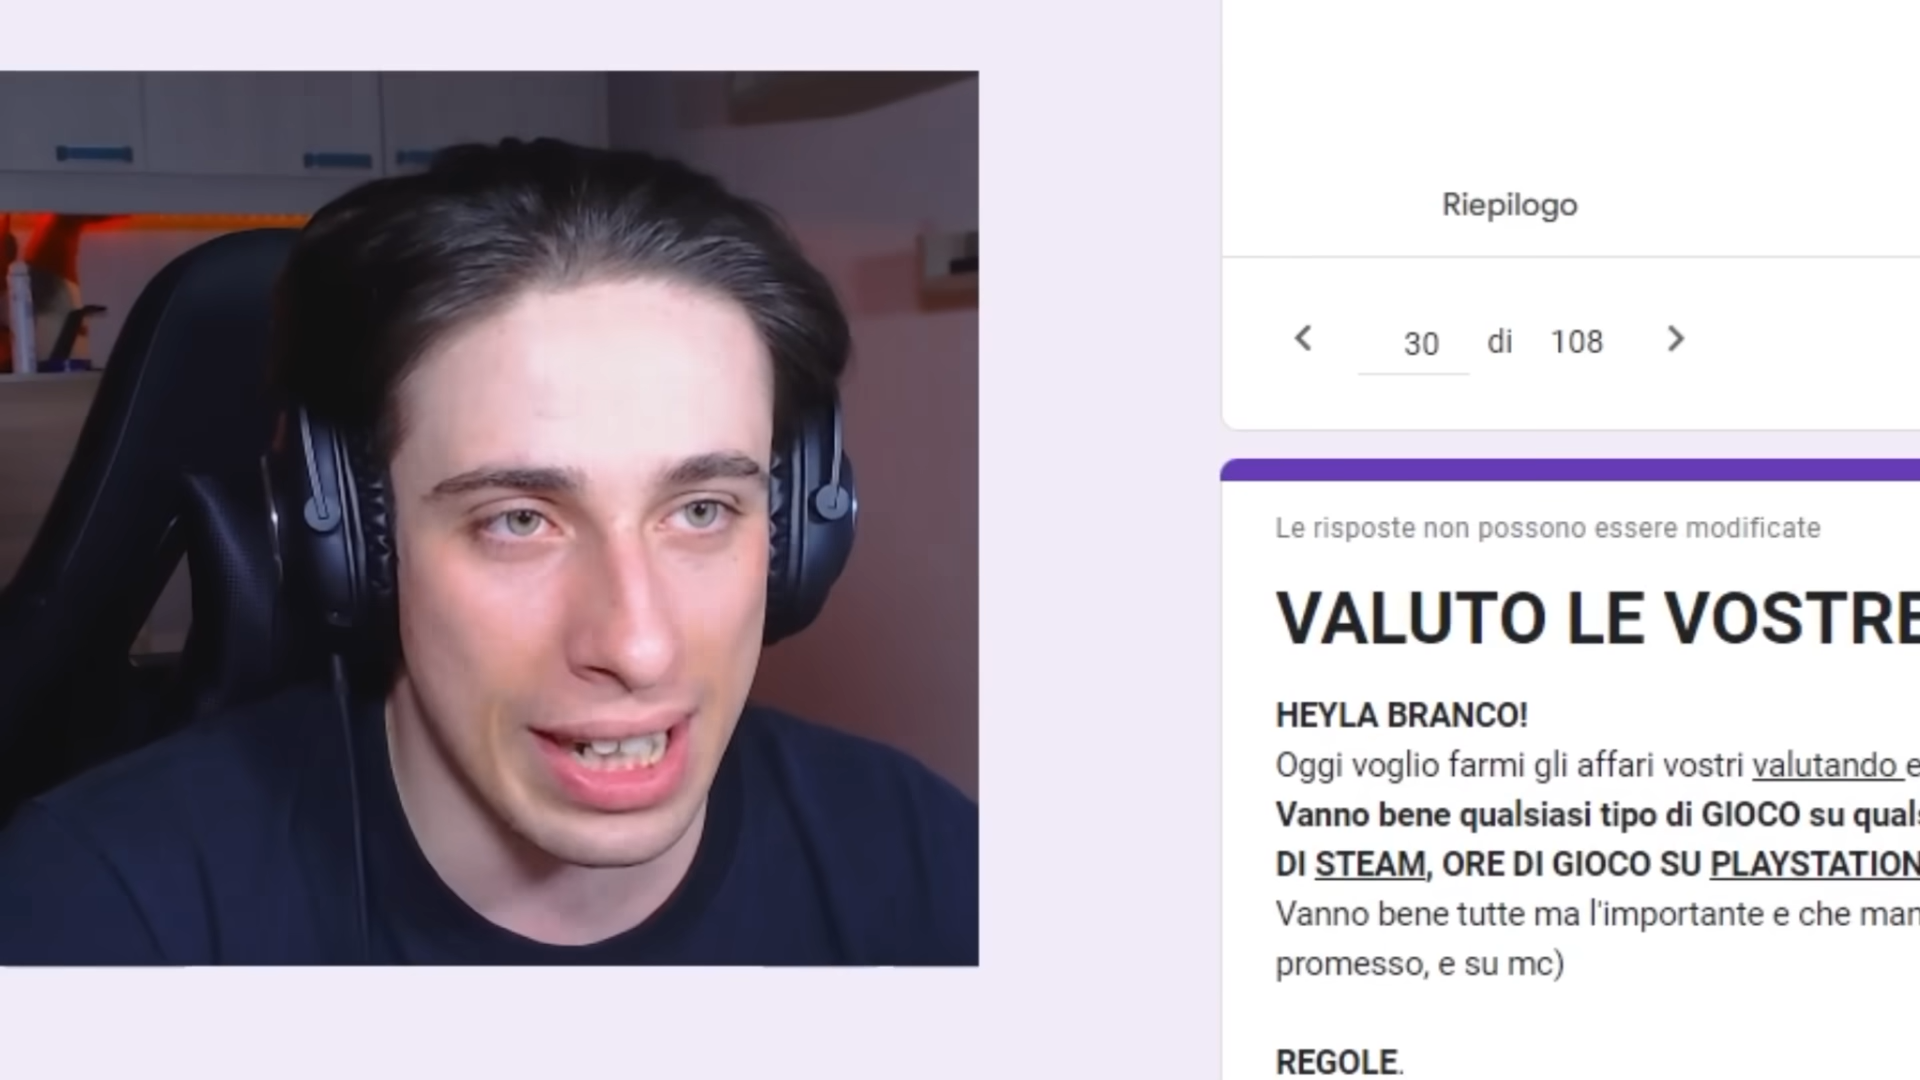 Riepilogo
30 di 108
Le risposte non possono essere modificate
VALUTO LE VOSTRE
HEYLA BRANCO!
Oggi voglio farmi gli affari vostri valutando e
Vanno bene qualsiasi tipo di GIOCO su quals
DI STEAM, ORE DI GIOCO SU PLAYSTATION
Vanno bene tutte ma l'importante e che man
promesso, e su mc)
REGOLE.